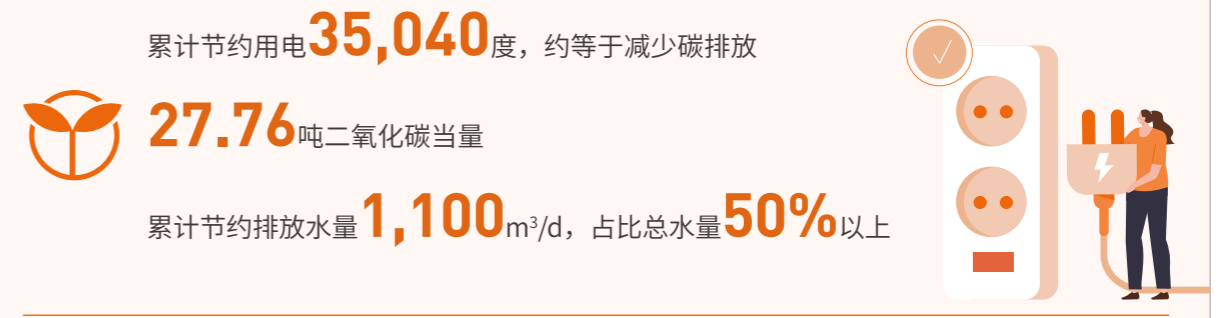 累计节约用电35,040度，约等于减少碳排放
27.76吨二氧化碳当量
累计节约排放水量1,100m³/d，占比总水量50%以上